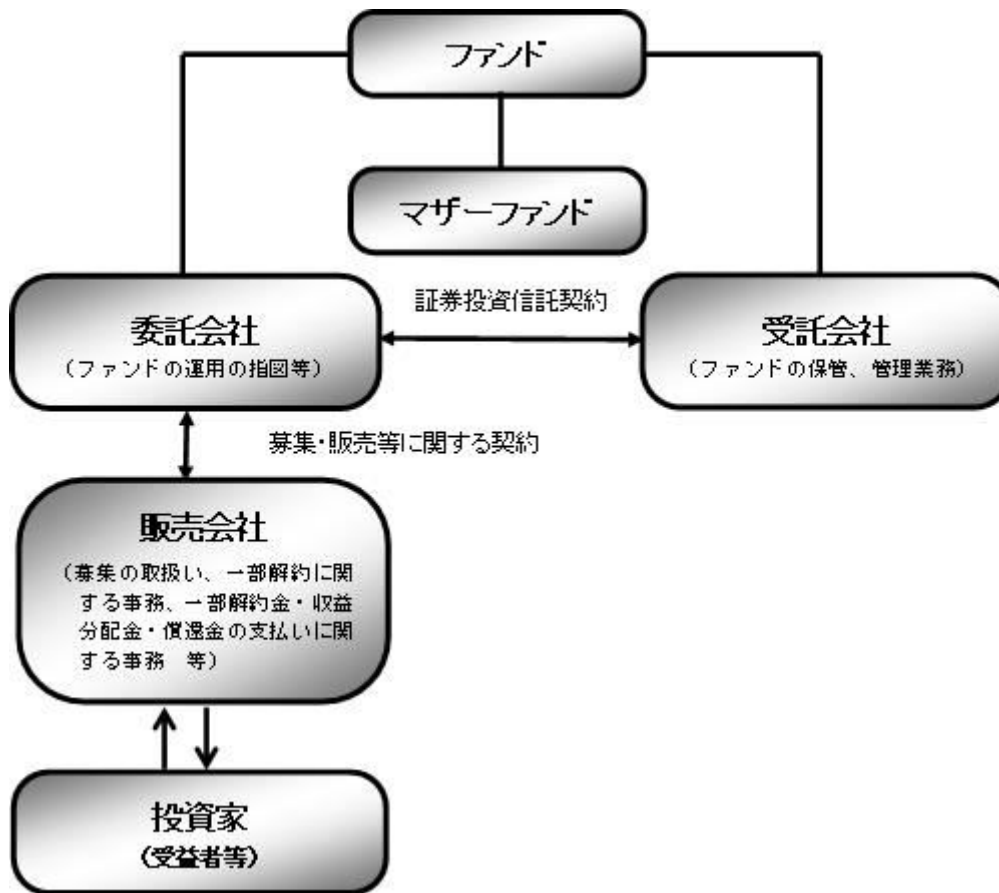 ファンド
マザーファンド
証券投資信託契約
委託会社
（ファンドの運用の指図等）
受託会社
（ファンドの保管、管理業務）
募集・販売等に関する契約
販売会社
（募集の取扱い、一部解約に関
する事務、一部解約金・収益
分配金・償還金の支払いに関
する事務　等）
投資家
（受益者等）